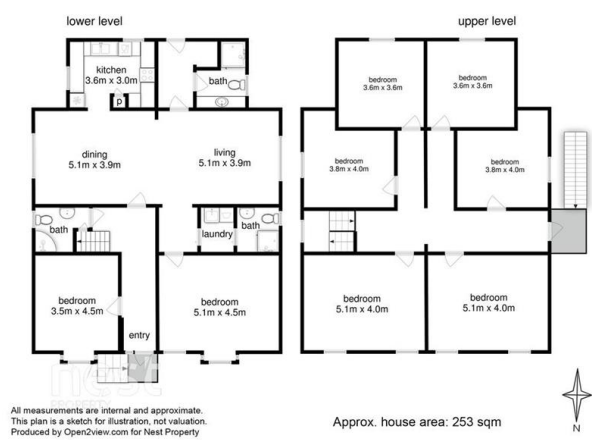 lower level
upper level
kitchen
3.6m x 3.0m
p
bath
dining
5.1m x 3.9m
living
5.1m x 3.9m
bath
laundry
bath
bedroom
3.5m x 4.5m
bedroom
5.1m x 4.5m
entry
bedroom
3.6m x 3.6m
bedroom
3.6m x 3.6m
bedroom
3.8m x 4.0m
bedroom
3.8m x 4.0m
bedroom
5.1m x 4.0m
bedroom
5.1m x 4.0m
nest
PROPERTY
All measurements are internal and approximate.
This plan is a sketch for illustration, not valuation.
Produced by Open2view.com for Nest Property
Approx. house area: 253 sqm
N